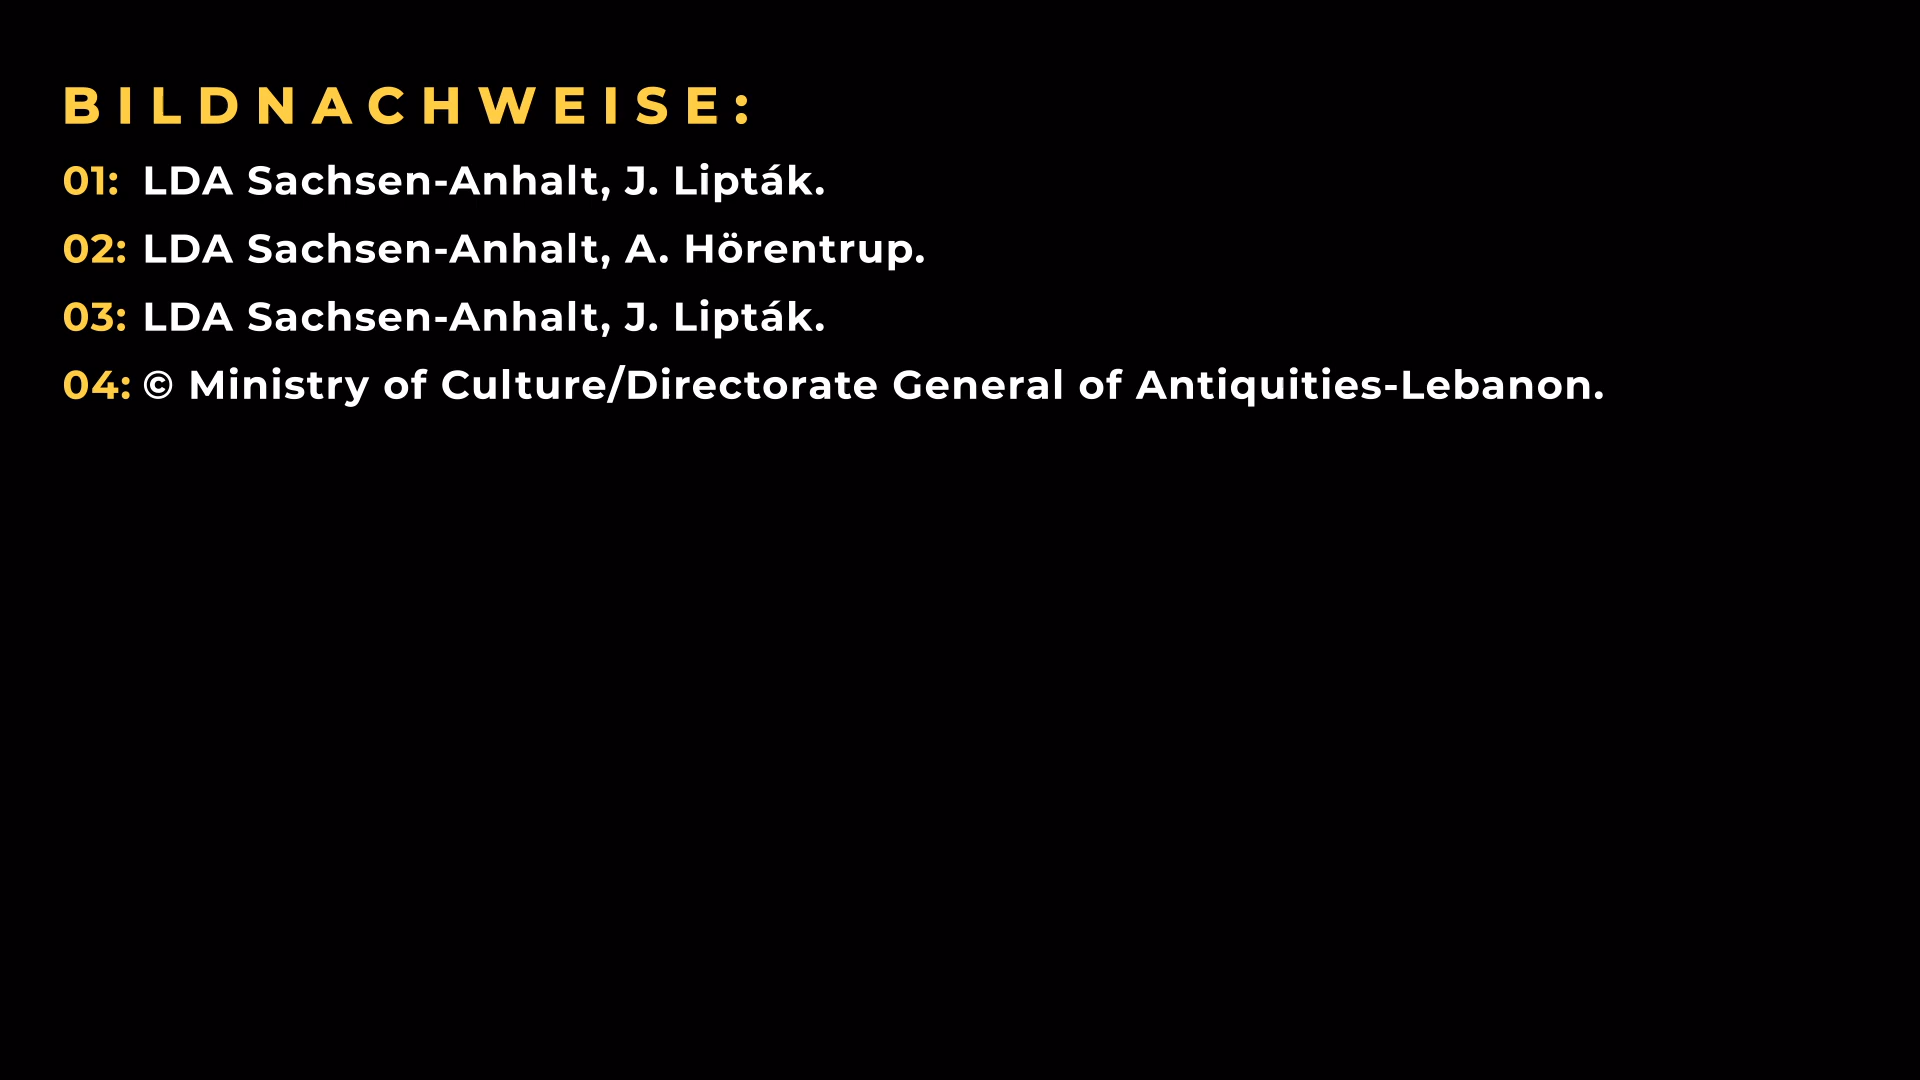 BILDNACHWEISE:
01: LDA Sachsen-Anhalt, J. Lipták.
02: LDA Sachsen-Anhalt, A. Hörentrup.
03: LDA Sachsen-Anhalt, J. Lipták.
04: © Ministry of Culture/Directorate General of Antiquities-Lebanon.